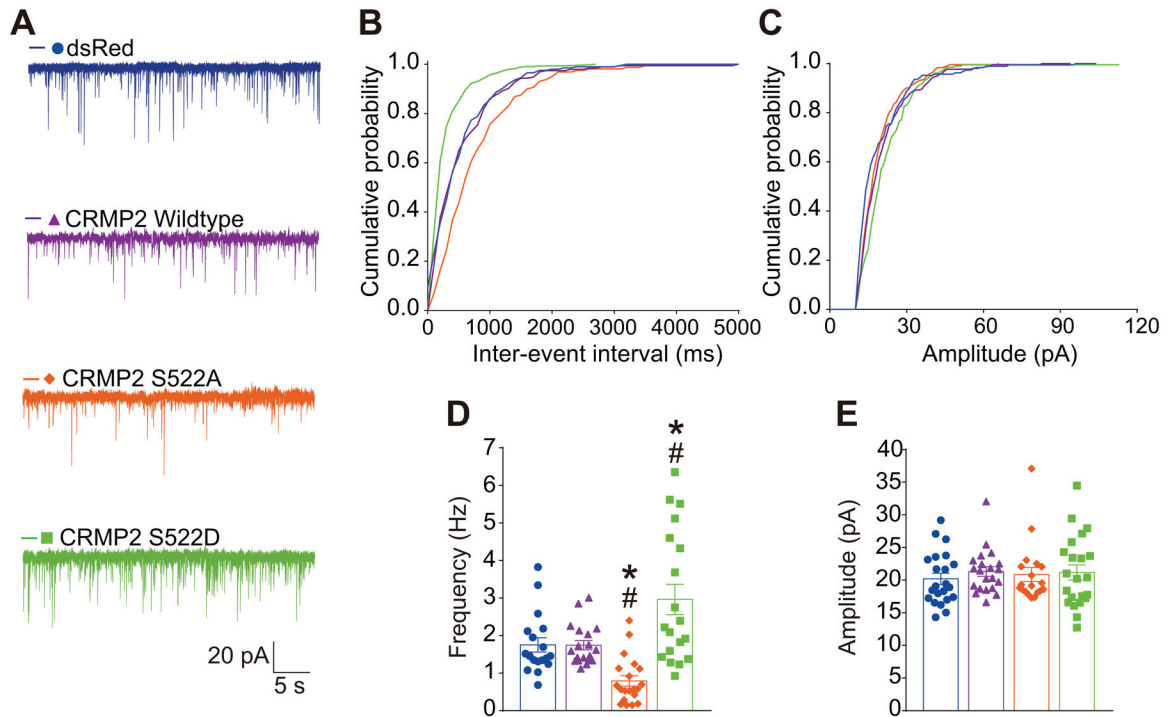 A
dsRed
CRMP2 Wildtype
CRMP2 S522A
CRMP2 S522D
20 pA
5 s
B
Cumulative probability
1.0
0.8
0.6
0.4
0.2
0.0
0 1000 2000 3000 4000 5000
Inter-event interval (ms)
C
Cumulative probability
1.0
0.8
0.6
0.4
0.2
0.0
0 30 60 90 120
Amplitude (pA)
D
Frequency (Hz)
7
6
5
4
3
2
1
0
*
#
*
#
E
Amplitude (pA)
40
35
30
25
20
15
10
5
0